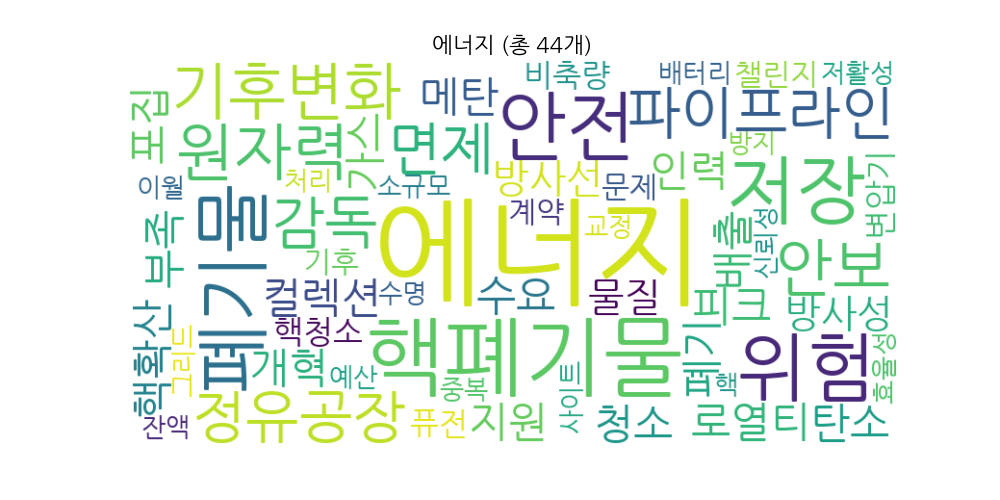 에너지 (총 44개)
비축량
배터리
챌린지
저활성
기후변화
메탄
안전
파이프라인
포집
원자력
가스
면제
방지
이월
처리
소규모
방사선
문제
인력
저장
변압기
폐기물
감독
에너지
계약
교정
배출
신뢰성
안보
부족
기후
컬렉션
수명
수요
물질
피크
방사성
핵확산
그리드
핵청소
핵폐기물
폐기
위험
효율성
개혁
예산
중복
사이트
핵
잔액
정유공장
퓨전
지원
청소
로열티
탄소